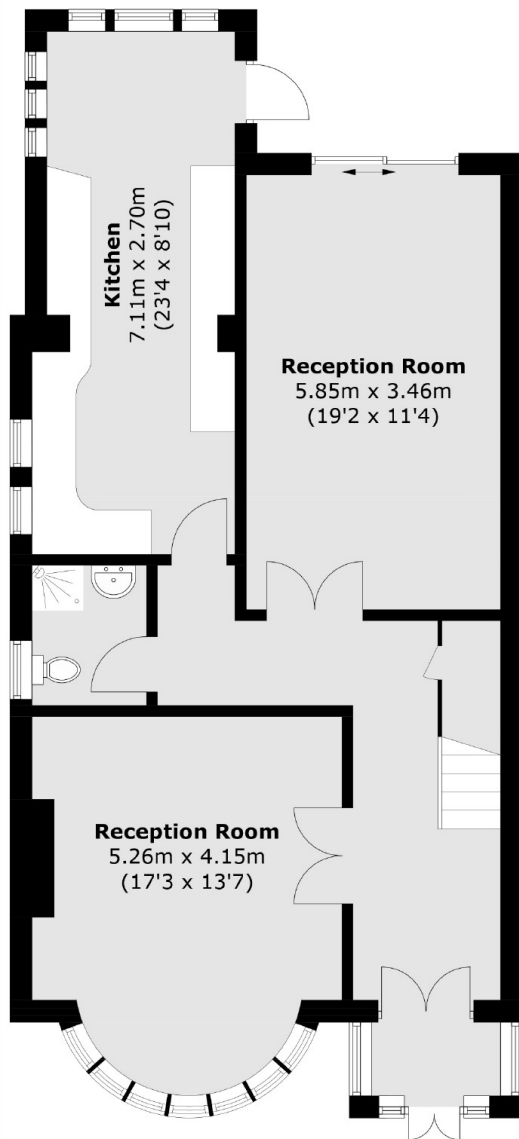 Kitchen
7.11m x 2.70m
(23'4 x 8'10)
Reception Room
5.85m x 3.46m
(19'2 x 11'4)
Reception Room
5.26m x 4.15m
(17'3 x 13'7)